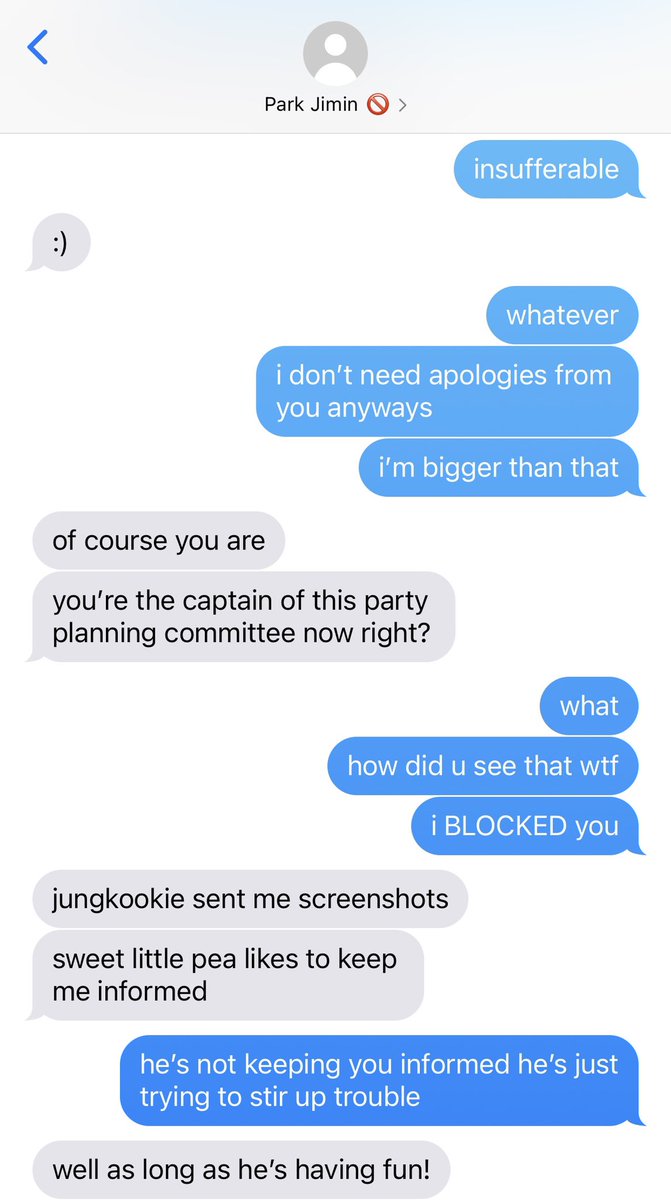 Park Jimin 🚫
insufferable
:)
whatever
i don’t need apologies from
you anyways
i’m bigger than that
of course you are
you’re the captain of this party
planning committee now right?
what
how did u see that wtf
i BLOCKED you
jungkookie sent me screenshots
sweet little pea likes to keep
me informed
he’s not keeping you informed he’s just
trying to stir up trouble
well as long as he’s having fun!